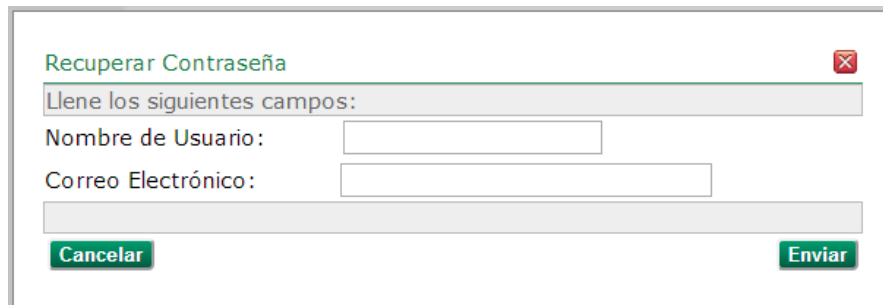 Recuperar Contraseña
Llene los siguientes campos:
Nombre de Usuario:
Correo Electrónico:
Cancelar Enviar